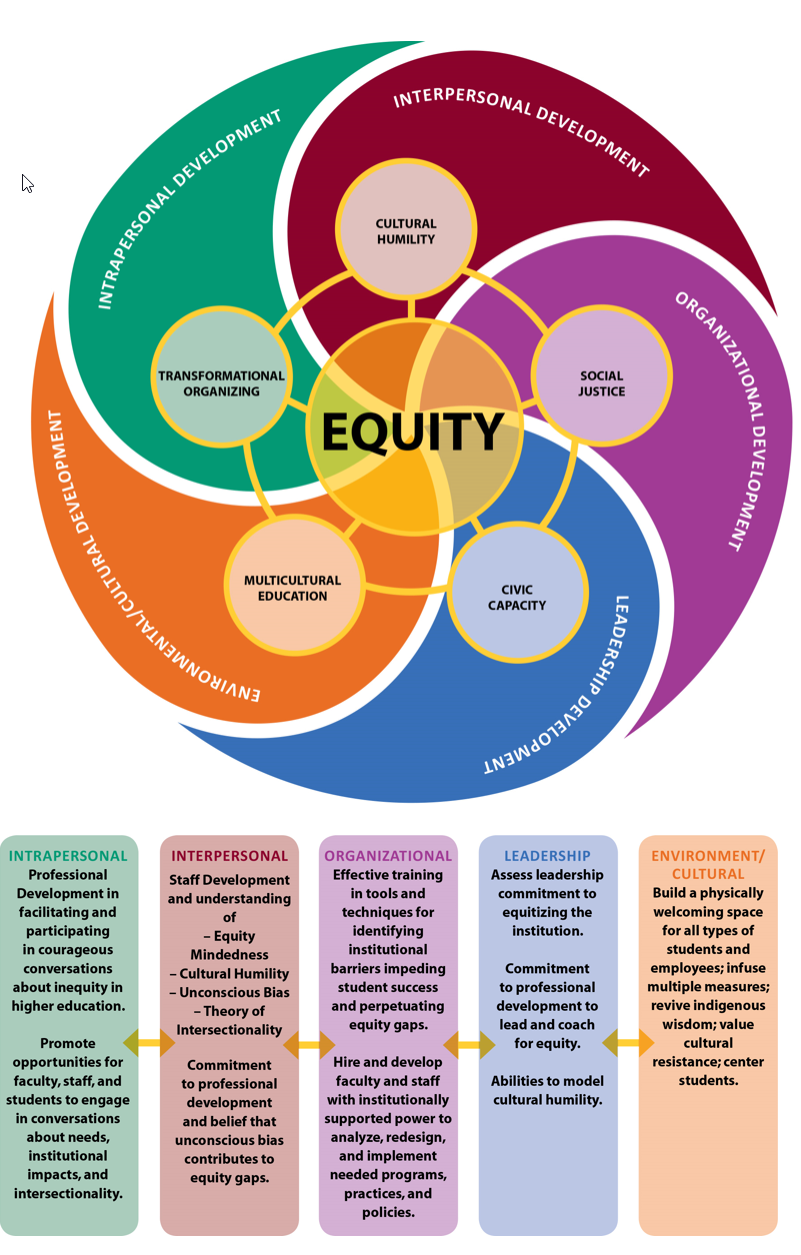 INTRAPERSONAL DEVELOPMENT
INTERPERSONAL DEVELOPMENT
ORGANIZATIONAL DEVELOPMENT
LEADERSHIP DEVELOPMENT
ENVIRONMENTAL/CULTURAL DEVELOPMENT
CULTURAL
HUMILITY
TRANSFORMATIONAL
ORGANIZING
SOCIAL
JUSTICE
EQUITY
MULTICULTURAL
EDUCATION
CIVIC
CAPACITY
INTRAPERSONAL
Professional
Development in
facilitating and
participating
in courageous
conversations
about inequity in
higher education.
Promote
opportunities for
faculty, staff, and
students to engage
in conversations
about needs,
institutional
impacts, and
intersectionality.
INTERPERSONAL
Staff Development
and understanding
of
– Equity
Mindedness
– Cultural Humility
– Unconscious Bias
– Theory of
Intersectionality
Commitment
to professional
development
and belief that
unconscious bias
contributes to
equity gaps.
ORGANIZATIONAL
Effective training
in tools and
techniques for
identifying
institutional
barriers impeding
student success
and perpetuating
equity gaps.
Hire and develop
faculty and staff
with institutionally
supported power to
analyze, redesign,
and implement
needed programs,
practices, and
policies.
LEADERSHIP
Assess leadership
commitment to
equitizing the
institution.
Commitment
to professional
development to
lead and coach
for equity.
Abilities to model
cultural humility.
ENVIRONMENT/
CULTURAL
Build a physically
welcoming space
for all types of
students and
employees; infuse
multiple measures;
revive indigenous
wisdom; value
cultural
resistance; center
students.